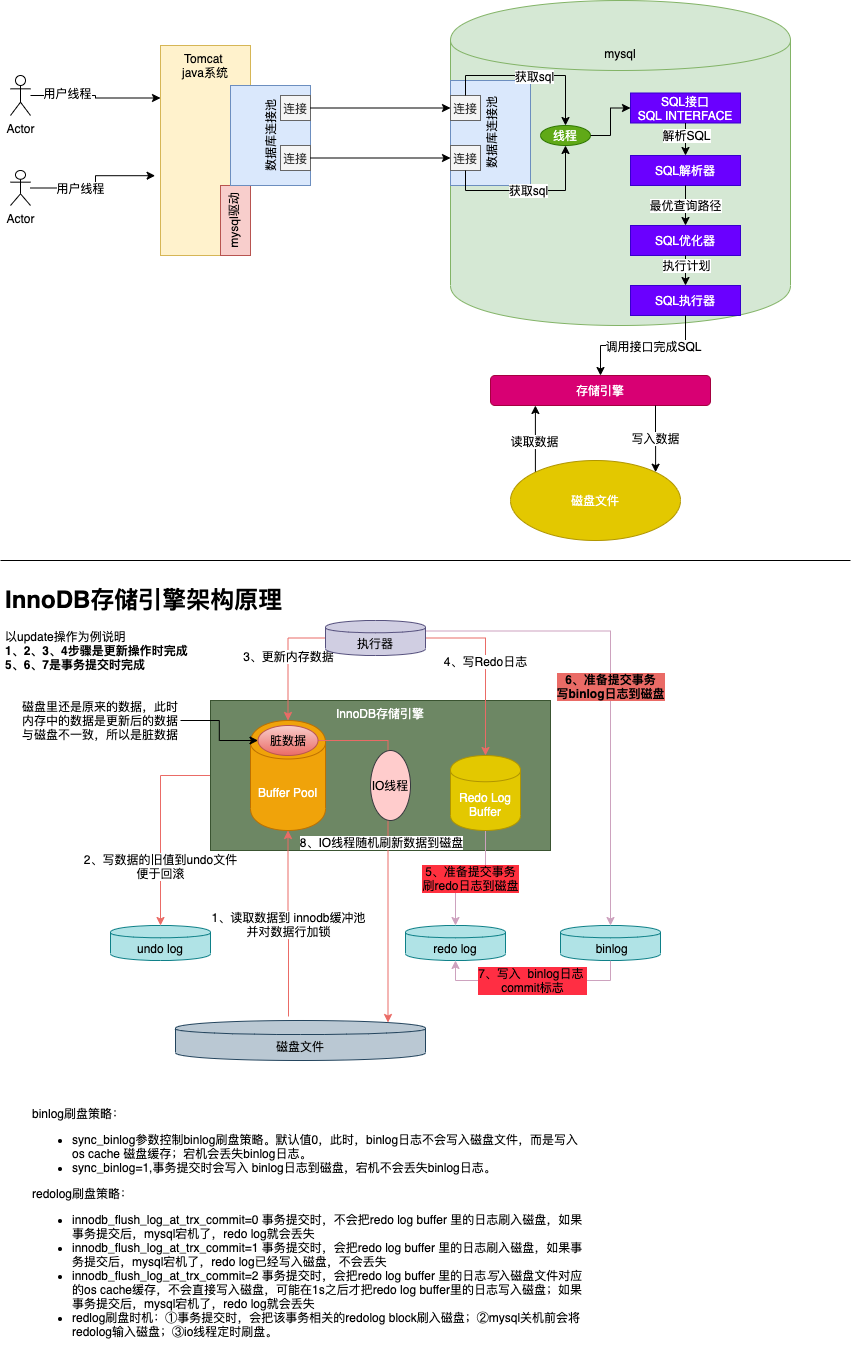 Tomcat
java系统
mysql
用户线程
Actor
数据库连接池
连接
连接
mysql驱动
用户线程
Actor
连接
连接
数据库连接池
获取sql
获取sql
线程
SQL接口
SQL INTERFACE
解析SQL
SQL解析器
最优查询路径
SQL优化器
执行计划
SQL执行器
调用接口完成SQL
存储引擎
读取数据
写入数据
磁盘文件
InnoDB存储引擎架构原理
以update操作为例说明
1、2、3、4步骤是更新操作时完成
5、6、7是事务提交时完成
执行器
3、更新内存数据
4、写Redo日志
6、准备提交事务
写binlog日志到磁盘
磁盘里还是原来的数据，此时
内存中的数据是更新后的数据
与磁盘不一致，所以是脏数据
InnoDB存储引擎
脏数据
Buffer Pool
IO线程
Redo Log
Buffer
8、IO线程随机刷新数据到磁盘
2、写数据的旧值到undo文件
便于回滚
5、准备提交事务
刷redo日志到磁盘
1、读取数据到 innodb缓冲池
并对数据行加锁
undo log
redo log
binlog
7、写入 binlog日志
commit标志
磁盘文件
binlog刷盘策略：
• sync_binlog参数控制binlog刷盘策略。默认值0，此时，binlog日志不会写入磁盘文件，而是写入
os cache 磁盘缓存；宕机会丢失binlog日志。
• sync_binlog=1,事务提交时会写入 binlog日志到磁盘，宕机不会丢失binlog日志。
redolog刷盘策略：
• innodb_flush_log_at_trx_commit=0 事务提交时，不会把redo log buffer 里的日志刷入磁盘，如果
事务提交后，mysql宕机了，redo log就会丢失
• innodb_flush_log_at_trx_commit=1 事务提交时，会把redo log buffer 里的日志刷入磁盘，如果事
务提交后，mysql宕机了，redo log已经写入磁盘，不会丢失
• innodb_flush_log_at_trx_commit=2 事务提交时，会把redo log buffer 里的日志.写入磁盘文件对应
的os cache缓存，不会直接写入磁盘，可能在1s之后才把redo log buffer里的日志写入磁盘；如果
事务提交后，mysql宕机了，redo log就会丢失
• redlog刷盘时机：①事务提交时，会把该事务相关的redolog block刷入磁盘；②mysql关机前会将
redolog输入磁盘；③io线程定时刷盘。